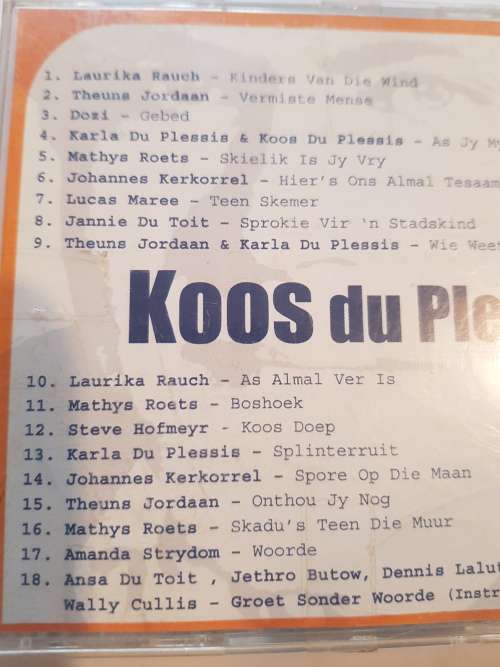 1. Laurika Rauch – Kinders Van Die Wind
2. Theuns Jordaan – Vermiste Mense
3. Dozi – Gebed
4. Karla Du Plessis & Koos Du Plessis – As Jy
5. Mathys Roets – Skielik Is Jy Vry
6. Johannes Kerkorrel – Hier's Ons Almal Tesaam
7. Lucas Maree – Teen Skemer
8. Jannie Du Toit – Sprokie Vir 'n Stadskind
9. Theuns Jordaan & Karla Du Plessis – Wie Weet
Koos du Ple
10. Laurika Rauch – As Almal Ver Is
11. Mathys Roets – Boshoek
12. Steve Hofmeyr - Koos Doep
13. Karla Du Plessis – Splinterruit
14. Johannes Kerkorrel – Spore Op Die Maan
15. Theuns Jordaan – Onthou Jy Nog
16. Mathys Roets – Skadu's Teen Die Muur
17. Amanda Strydom – Woorde
18. Ansa Du Toit , Jethro Butow, Dennis Lalut
Wally Cullis – Groet Sonder Woorde (Instr